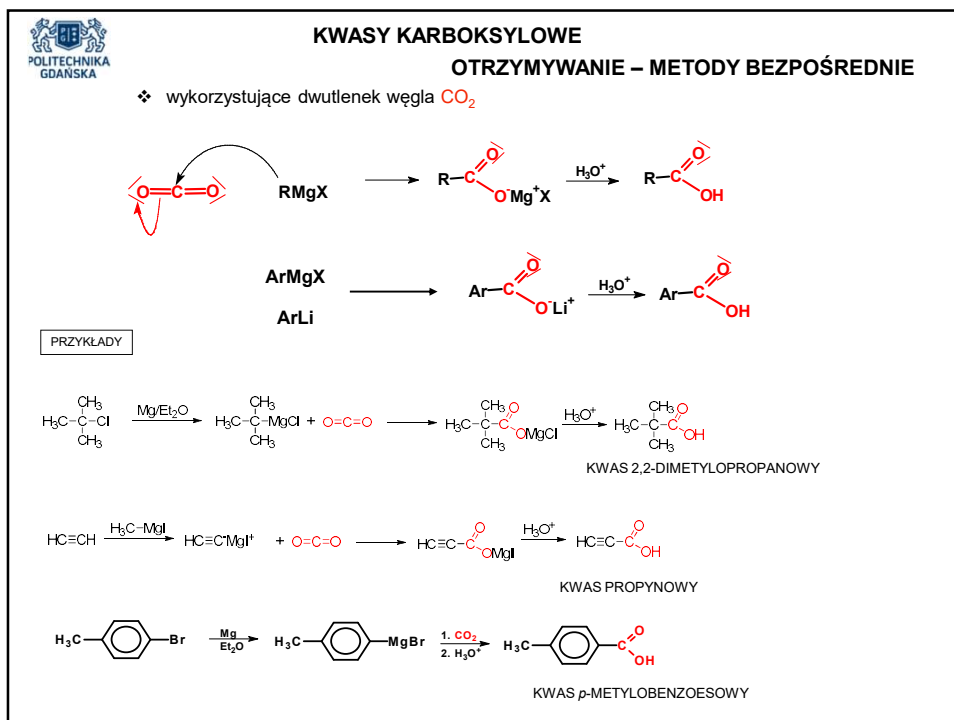 POLITECHNIKA
GDAŃSKA
KWASY KARBOKSYLOWE
OTRZYMYWANIE – METODY BEZPOŚREDNIE
❖ wykorzystujące dwutlenek węgla CO₂
O=C=O RMgX R–C O O⁻Mg⁺X H₃O⁺ R–C O OH
ArMgX
ArLi
Ar–C O O⁻Li⁺ H₃O⁺ Ar–C O OH
PRZYKŁADY
CH₃ H₃C Cl CH₃ Mg/Et₂O CH₃ H₃C MgCl CH₃ + O=C=O CH₃ O H₃C C CH₃ OMgCl H₃O⁺ CH₃ O H₃C C CH₃ OH
KWAS 2,2-DIMETYLOPROPANOWY
HC≡CH H₃C–MgI HC≡C⁻MgI⁺ + O=C=O HC≡C–C O OMgI H₃O⁺ HC≡C–C O OH
KWAS PROPYNOWY
H₃C Br Mg Et₂O H₃C MgBr 1. CO₂ 2. H₃O⁺ H₃C C O OH
KWAS p-METYLOBENZOESOWY